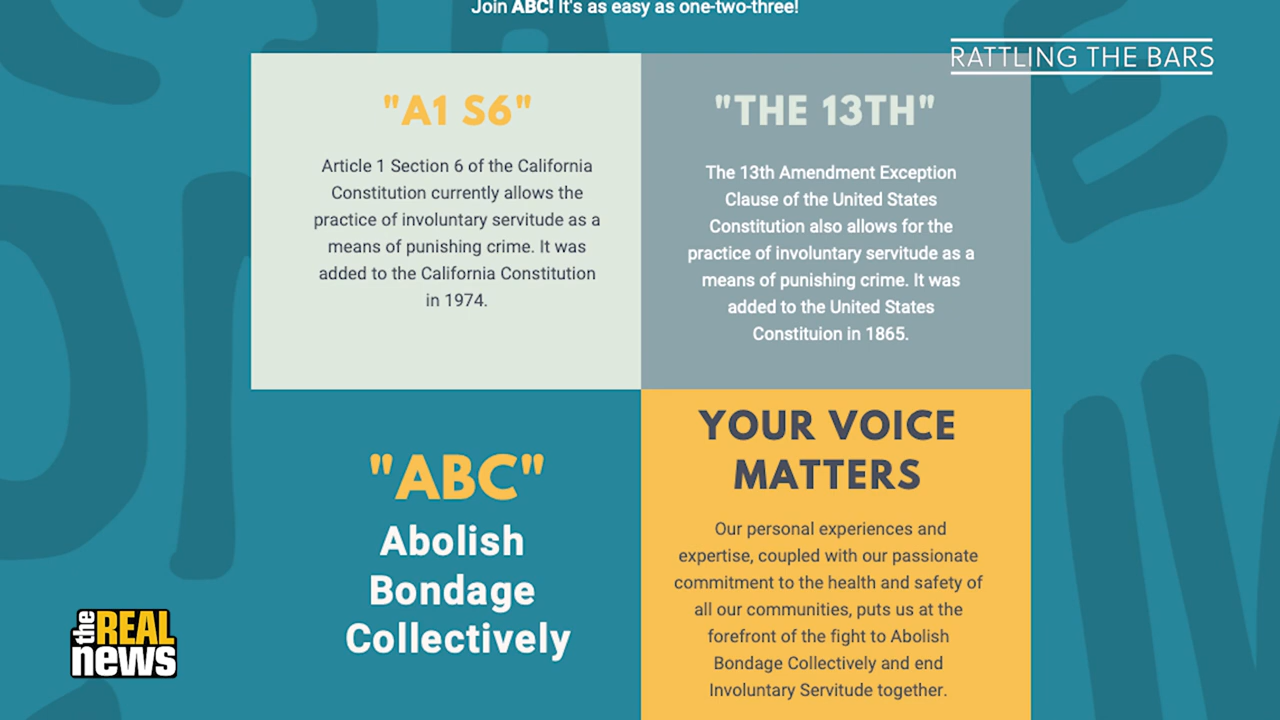 Join ABC! It's as easy as one-two-three!
RATTLING THE BARS
"A1 S6"
Article 1 Section 6 of the California
Constitution currently allows the
practice of involuntary servitude as a
means of punishing crime. It was
added to the California Constitution
in 1974.
"THE 13TH"
The 13th Amendment Exception
Clause of the United States
Constitution also allows for the
practice of involuntary servitude as a
means of punishing crime. It was
added to the United States
Constituion in 1865.
"ABC"
Abolish
Bondage
Collectively
YOUR VOICE
MATTERS
Our personal experiences and
expertise, coupled with our passionate
commitment to the health and safety of
all our communities, puts us at the
forefront of the fight to Abolish
Bondage Collectively and end
Involuntary Servitude together.
the REAL
news